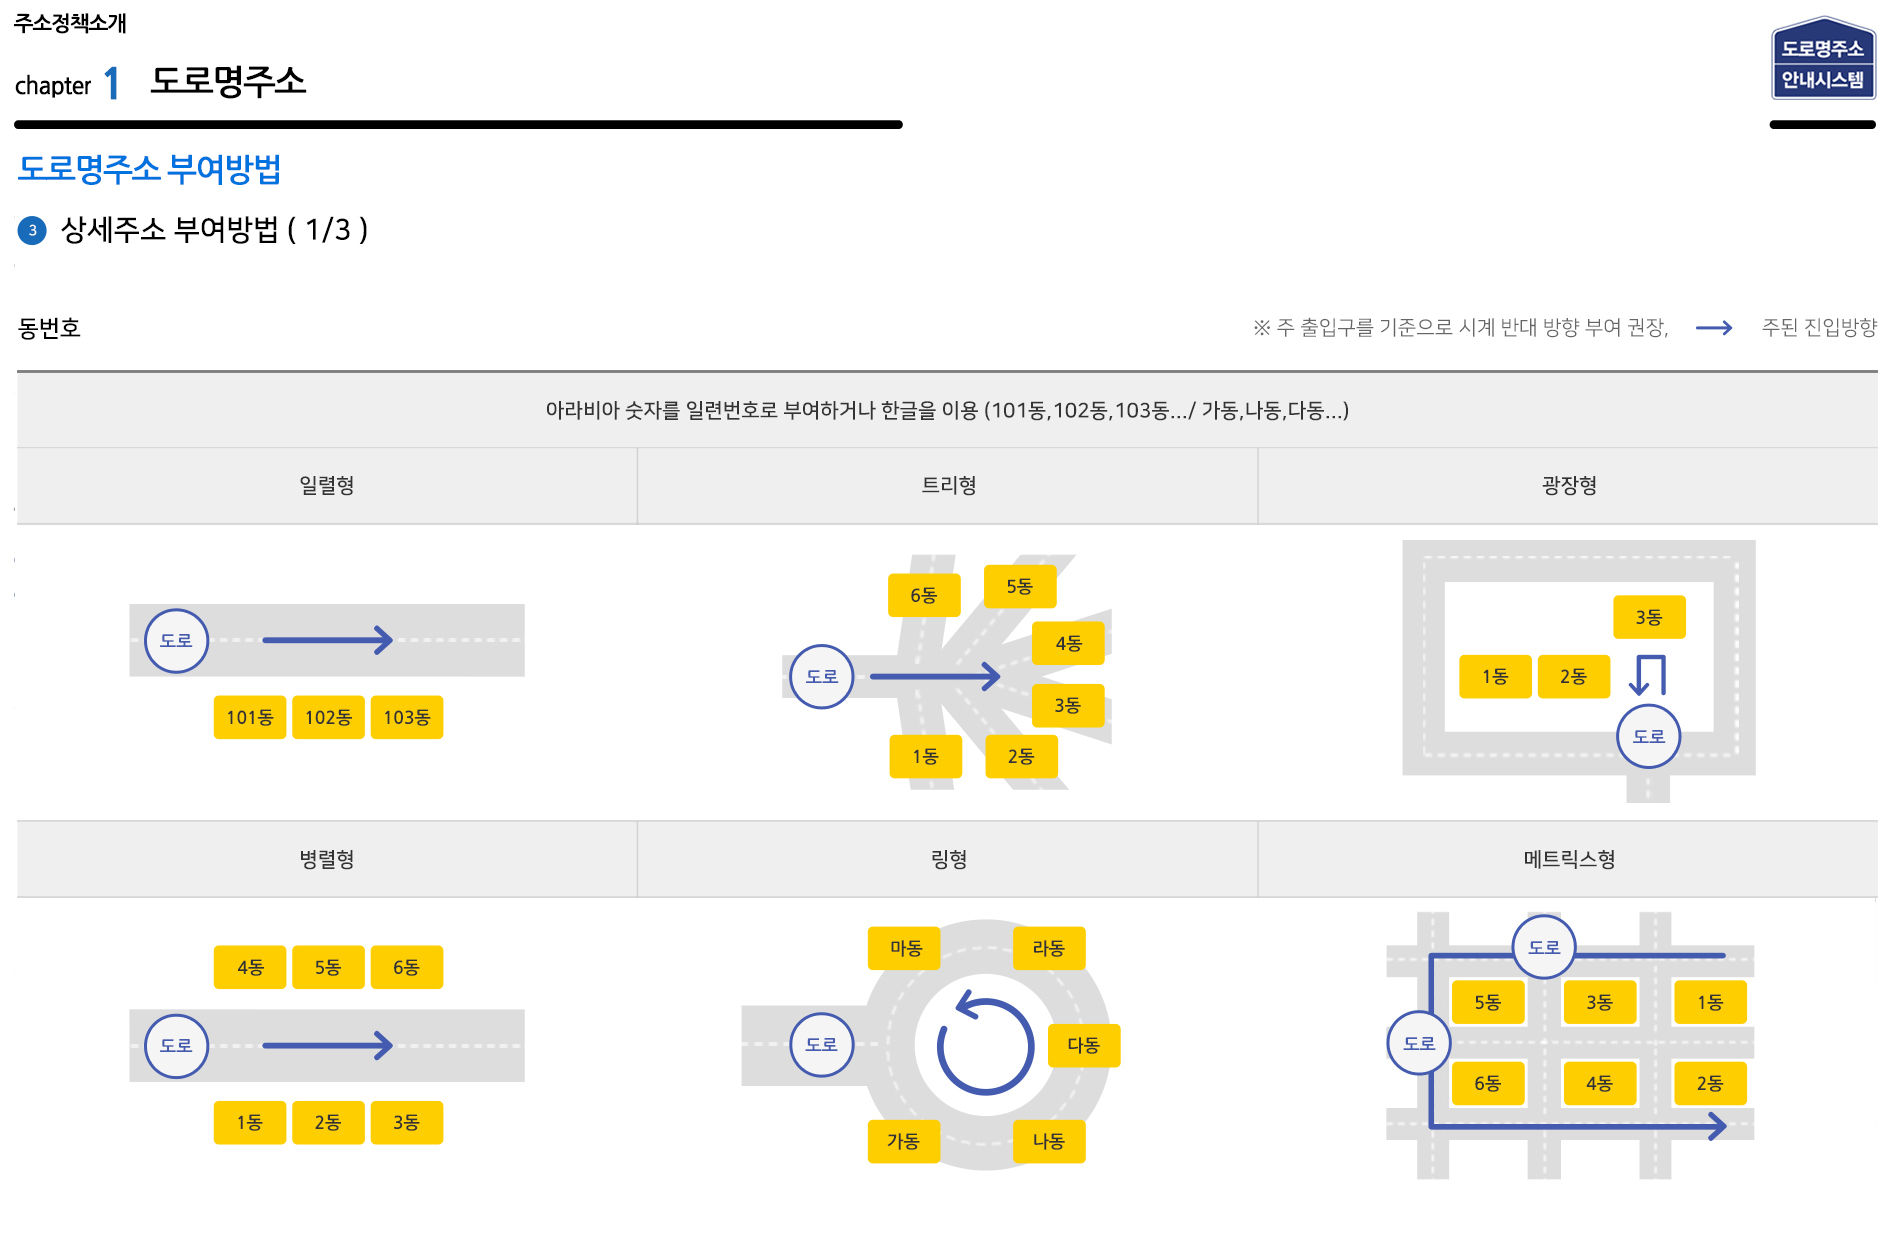 주소정책소개
chapter 1 도로명주소
도로명주소
안내시스템
도로명주소 부여방법
3 상세주소 부여방법 ( 1/3 )
동번호
※ 주 출입구를 기준으로 시계 반대 방향 부여 권장, → 주된 진입방향
아라비아 숫자를 일련번호로 부여하거나 한글을 이용 (101동,102동,103동.../ 가동,나동,다동...)
일렬형 트리형 광장형
도로
101동 102동 103동
6동 5동
4동
도로
3동
1동 2동
3동
1동 2동
도로
병렬형 링형 메트릭스형
4동 5동 6동
도로
1동 2동 3동
마동 라동
도로 다동
가동 나동
도로
5동 3동 1동
도로
6동 4동 2동